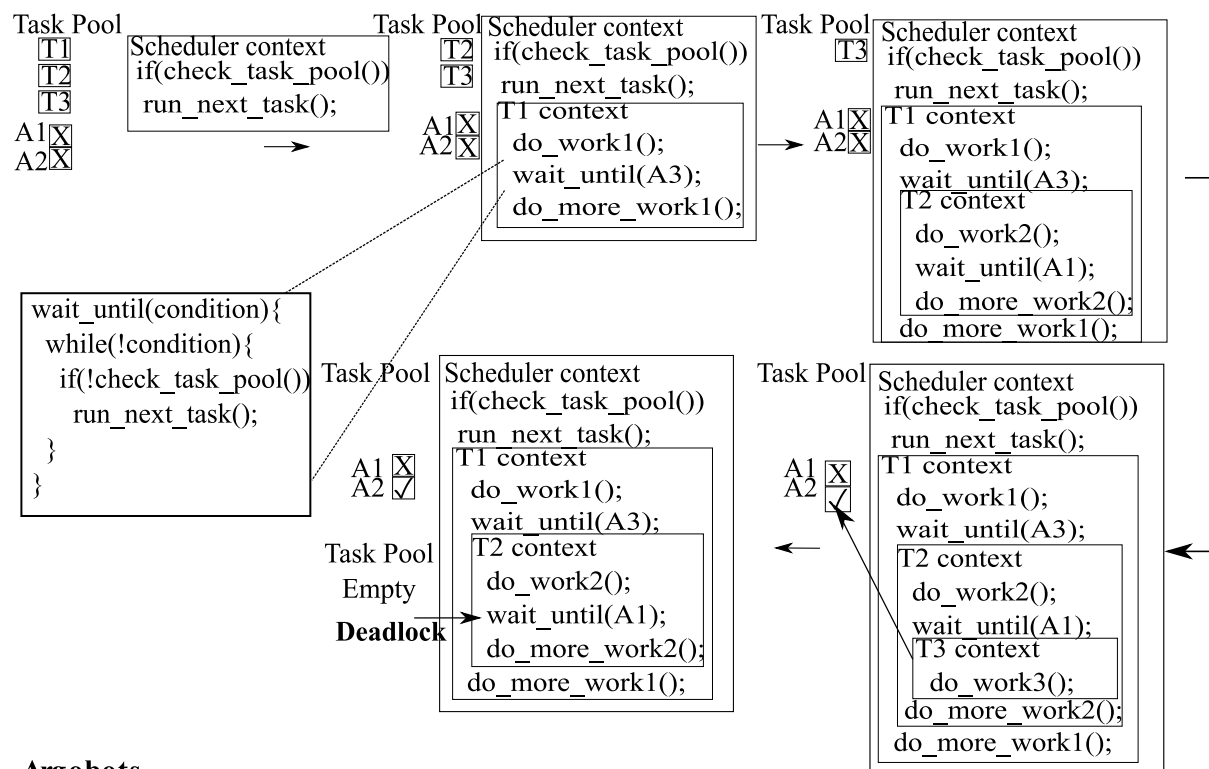 Task Pool
T1
T2
T3
A1 X
A2 X
Scheduler context
if(check_task_pool())
run_next_task();
Task Pool
T2
T3
A1 X
A2 X
Scheduler context
if(check_task_pool())
run_next_task();
T1 context
do_work1();
wait_until(A3);
do_more_work1();
Task Pool
T3
A1 X
A2 X
Scheduler context
if(check_task_pool())
run_next_task();
T1 context
do_work1();
wait_until(A3);
T2 context
do_work2();
wait_until(A1);
do_more_work2();
do_more_work1();
wait_until(condition){
while(!condition){
if(!check_task_pool())
run_next_task();
}
}
Task Pool
A1 X
A2 ✓
Task Pool
Empty
Deadlock
Scheduler context
if(check_task_pool())
run_next_task();
T1 context
do_work1();
wait_until(A3);
T2 context
do_work2();
wait_until(A1);
do_more_work2();
do_more_work1();
Task Pool
A1 X
A2 ✓
Scheduler context
if(check_task_pool())
run_next_task();
T1 context
do_work1();
wait_until(A3);
T2 context
do_work2();
wait_until(A1);
T3 context
do_work3();
do_more_work2();
do_more_work1();